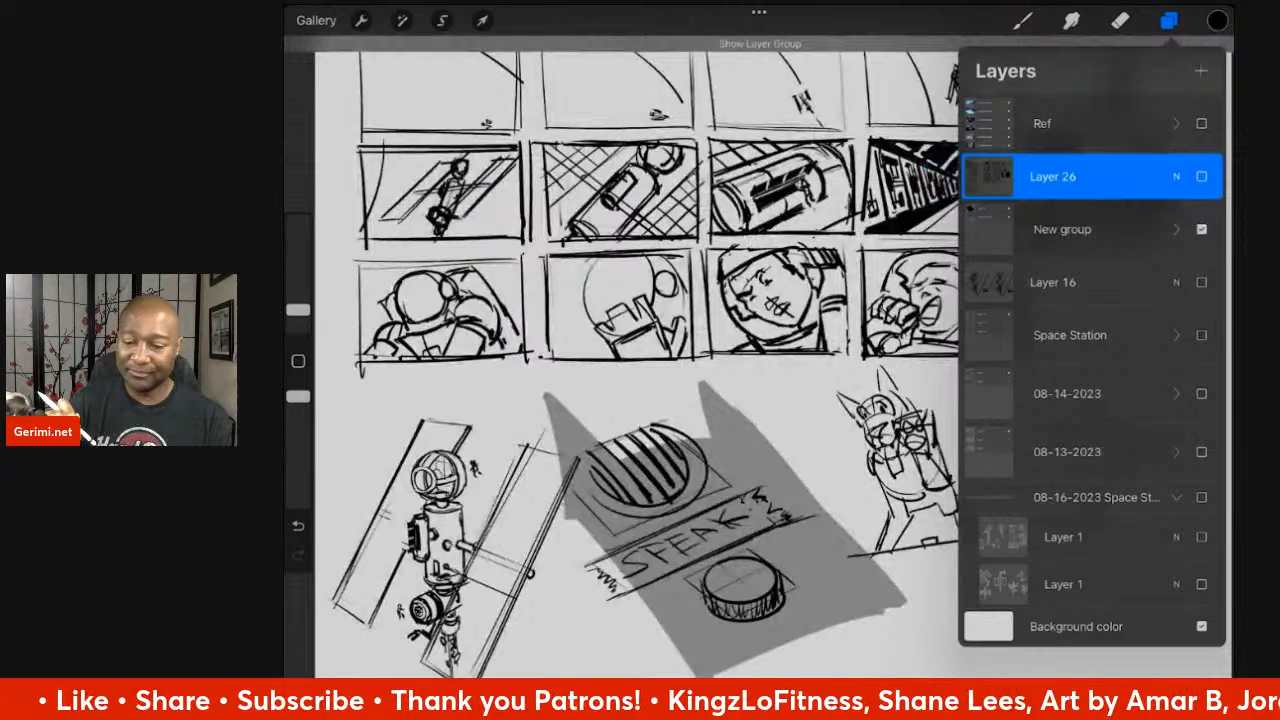 Gallery
Show Layer Group
Layers
Ref
Layer 26 N
New group
Layer 16 N
Space Station
08-14-2023
08-13-2023
08-16-2023 Space St...
Layer 1 N
Layer 1 N
Background color
SPEAK
Gerimi.net
• Like • Share • Subscribe • Thank you Patrons! • KingzLoFitness, Shane Lees, Art by Amar B, Jor